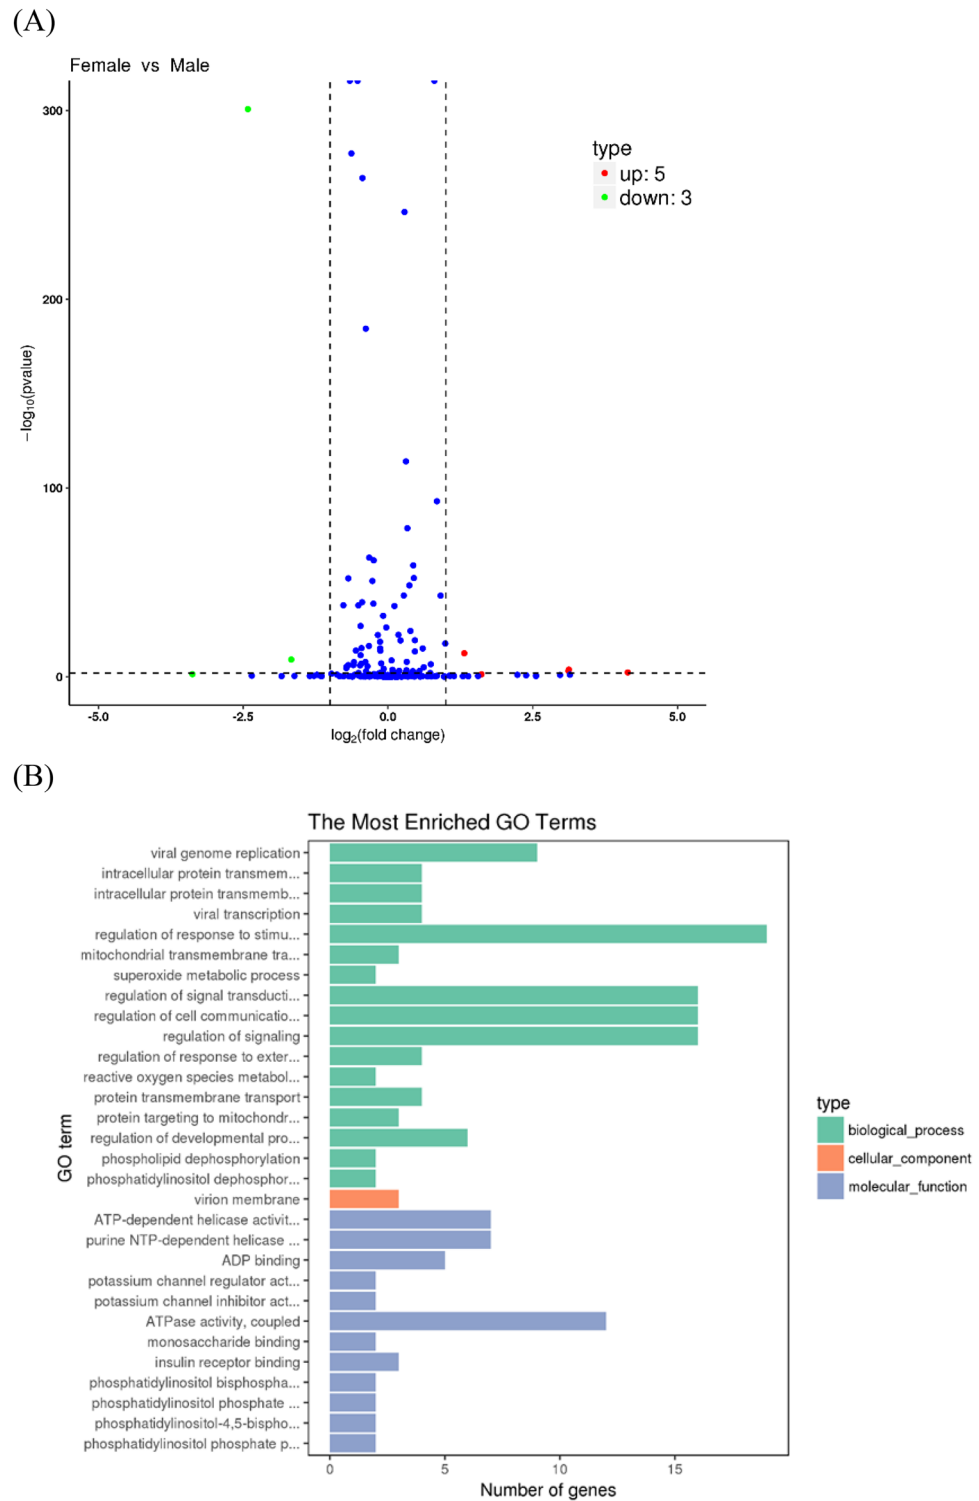 (A)
Female vs Male
300
200
100
0
−log10(pvalue)
type
up: 5
down: 3
-5.0 -2.5 0.0 2.5 5.0
log2(fold change)
(B)
The Most Enriched GO Terms
viral genome replication
intracellular protein transmem...
intracellular protein transmemb...
viral transcription
regulation of response to stimu...
mitochondrial transmembrane tra...
superoxide metabolic process
regulation of signal transducti...
regulation of cell communicatio...
regulation of signaling
regulation of response to exter...
reactive oxygen species metabol...
protein transmembrane transport
protein targeting to mitochondr...
regulation of developmental pro...
phospholipid dephosphorylation
phosphatidylinositol dephosphor...
virion membrane
ATP-dependent helicase activit...
purine NTP-dependent helicase ...
ADP binding
potassium channel regulator act...
potassium channel inhibitor act...
ATPase activity, coupled
monosaccharide binding
insulin receptor binding
phosphatidylinositol bisphospha...
phosphatidylinositol phosphate ...
phosphatidylinositol-4,5-bispho...
phosphatidylinositol phosphate p...
GO term
0 5 10 15
Number of genes
type
biological_process
cellular_component
molecular_function